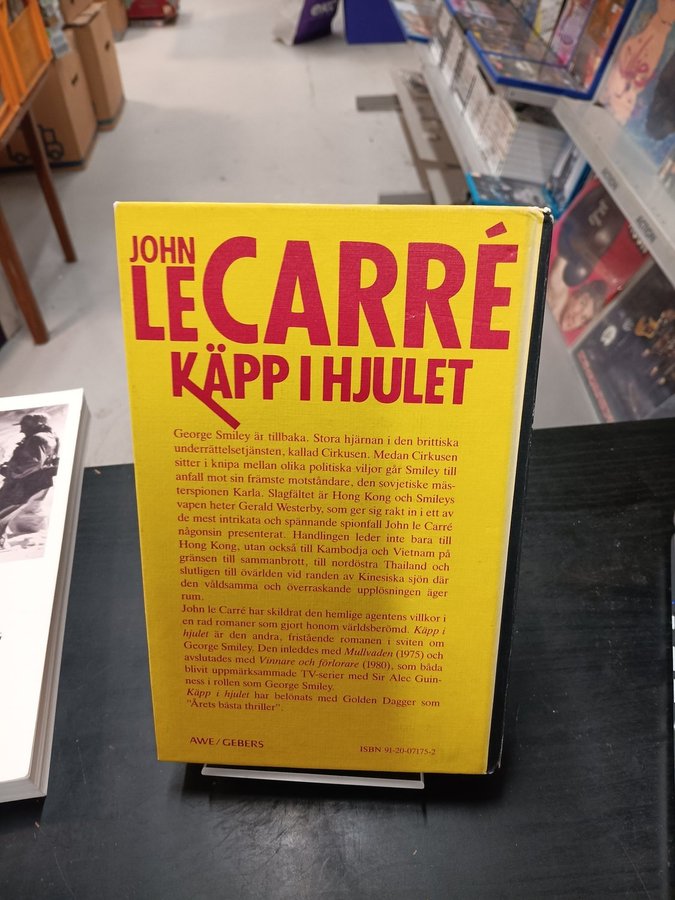 JOHN
LE CARRÉ
KÄPP I HJULET
George Smiley är tillbaka. Stora hjärnan i den brittiska
underrättelsetjänsten, kallad Cirkusen. Medan Cirkusen
sitter i knipa mellan olika politiska viljor går Smiley till
anfall mot sin främste motståndare, den sovjetiske mäs-
terspionen Karla. Slagfältet är Hong Kong och Smileys
vapen heter Gerald Westerby, som ger sig rakt in i ett av
de mest intrikata och spännande spionfall John le Carré
någonsin presenterat. Handlingen leder inte bara till
Hong Kong, utan också till Kambodja och Vietnam på
gränsen till sammanbrott, till nordöstra Thailand och
slutligen till övärlden vid randen av Kinesiska sjön där
den våldsamma och överraskande upplösningen äger
rum.
John le Carré har skildrat den hemlige agentens villkor i
en rad romaner som gjort honom världsberömd. Käpp i
hjulet är den andra, fristående romanen i sviten om
George Smiley. Den inleddes med Mullvaden (1975) och
avslutades med Vinnare och förlorare (1980), som båda
blivit uppmärksammade TV-serier med Sir Alec Guin-
ness i rollen som George Smiley.
Käpp i hjulet har belönats med Golden Dagger som
"Årets bästa thriller".
AWE/GEBERS
ISBN 91-20-07175-2